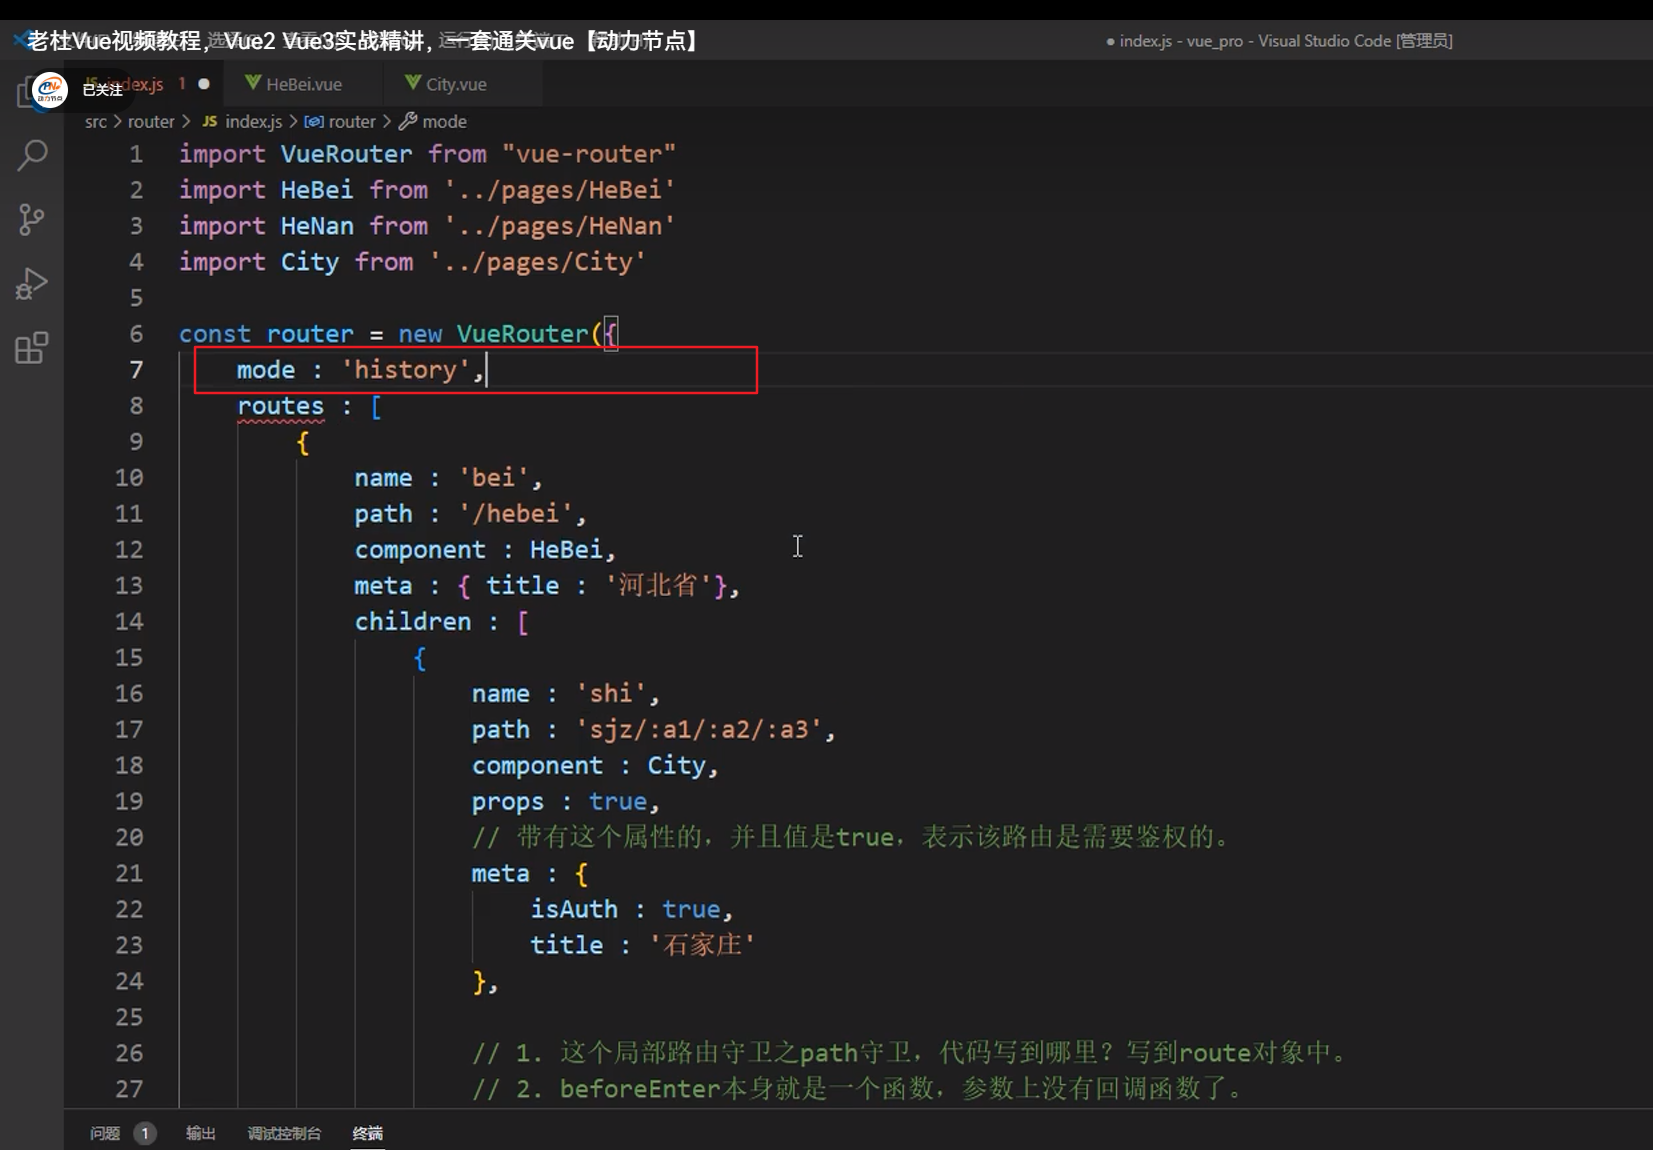 老杜Vue视频教程，Vue2 Vue3实战精讲，一套通关vue【动力节点】
● index.js - vue_pro - Visual Studio Code [管理员]
已关注
JS index.js 1 ●
HeBei.vue
City.vue
src > router > JS index.js > router > mode
1 import VueRouter from "vue-router"
2 import HeBei from '../pages/HeBei'
3 import HeNan from '../pages/HeNan'
4 import City from '../pages/City'
5
6 const router = new VueRouter({
7 mode : 'history',
8 routes : [
9 {
10 name : 'bei',
11 path : '/hebei',
12 component : HeBei,
13 meta : { title : '河北省'},
14 children : [
15 {
16 name : 'shi',
17 path : 'sjz/:a1/:a2/:a3',
18 component : City,
19 props : true,
20 // 带有这个属性的，并且值是true，表示该路由是需要鉴权的。
21 meta : {
22 isAuth : true,
23 title : '石家庄'
24 },
25
26 // 1. 这个局部路由守卫之path守卫，代码写到哪里？写到route对象中。
27 // 2. beforeEnter本身就是一个函数，参数上没有回调函数了。
问题 1 输出 调试控制台 终端